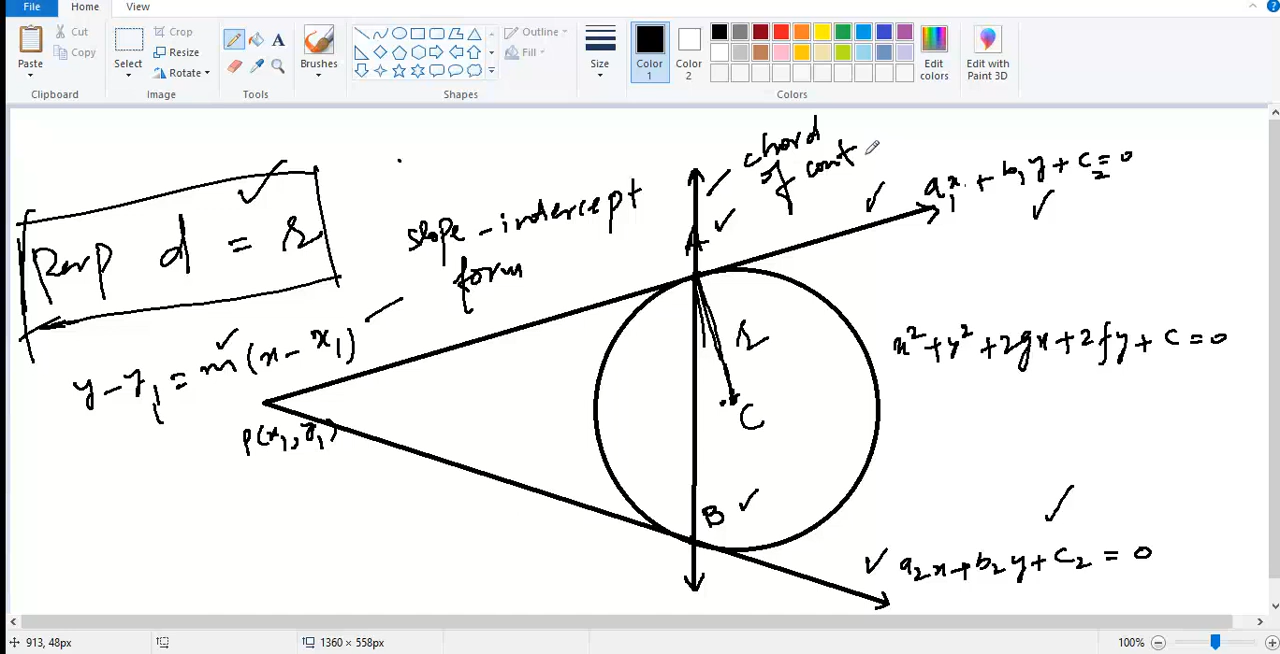 File Home View
Paste
Cut
Copy
Clipboard
Select
Crop
Resize
Rotate
Image
Tools
Brushes
Shapes
Outline
Fill
Size
Color 1
Color 2
Colors
Edit colors
Edit with Paint 3D
chord
of cont
a₁x + b₁y + c₂ = 0
Perp d = r
slope-intercept
form
A
r
x² + y² + 2gx + 2fy + c = 0
y - y₁ = m(x - x₁)
C
P(x₁, y₁)
B
a₂x + b₂y + c₂ = 0
913, 48px
1360 × 558px
100%